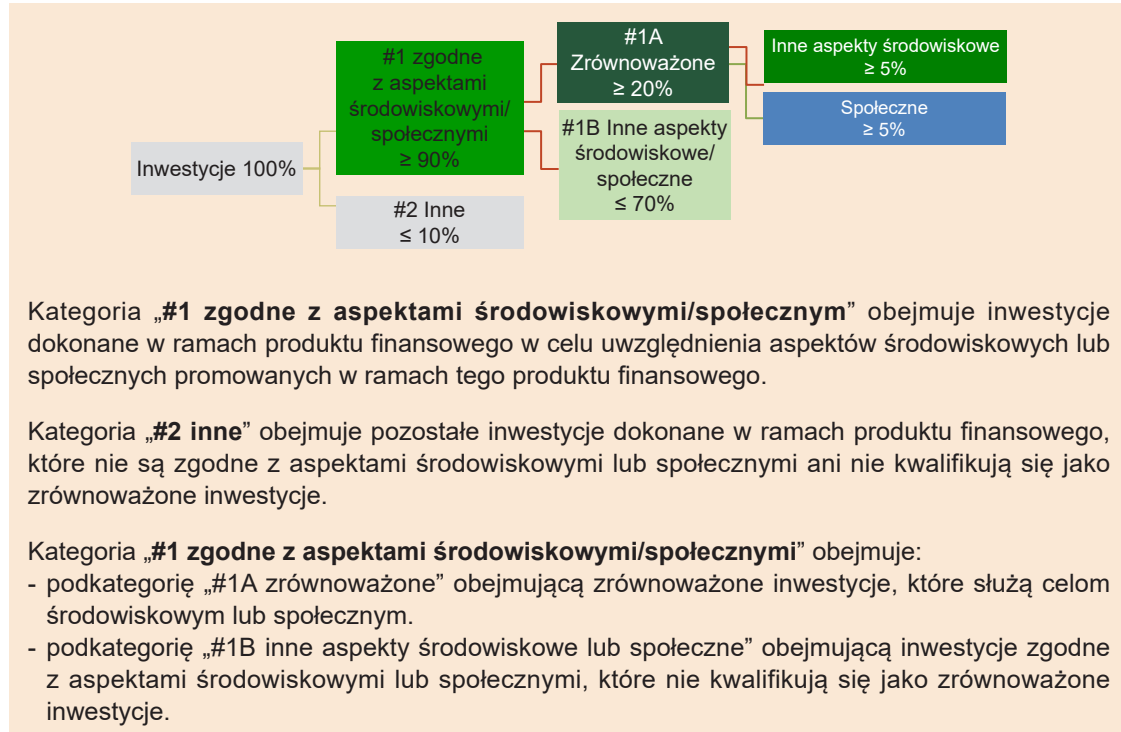 Inwestycje 100%
#1 zgodne
z aspektami
środowiskowymi/
społecznymi
≥ 90%
#2 Inne
≤ 10%
#1A
Zrównoważone
≥ 20%
#1B Inne aspekty
środowiskowe/
społeczne
≤ 70%
Inne aspekty środowiskowe
≥ 5%
Społeczne
≥ 5%
Kategoria „#1 zgodne z aspektami środowiskowymi/społecznym” obejmuje inwestycje
dokonane w ramach produktu finansowego w celu uwzględnienia aspektów środowiskowych lub
społecznych promowanych w ramach tego produktu finansowego.
Kategoria „#2 inne” obejmuje pozostałe inwestycje dokonane w ramach produktu finansowego,
które nie są zgodne z aspektami środowiskowymi lub społecznymi ani nie kwalifikują się jako
zrównoważone inwestycje.
Kategoria „#1 zgodne z aspektami środowiskowymi/społecznymi” obejmuje:
- podkategorię „#1A zrównoważone” obejmującą zrównoważone inwestycje, które służą celom
środowiskowym lub społecznym.
- podkategorię „#1B inne aspekty środowiskowe lub społeczne” obejmującą inwestycje zgodne
z aspektami środowiskowymi lub społecznymi, które nie kwalifikują się jako zrównoważone
inwestycje.